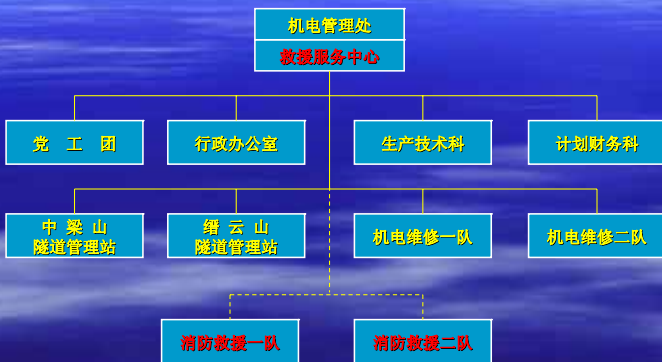 机电管理处
救援服务中心
党 工 团
行政办公室
生产技术科
计划财务科
中 梁 山
隧道管理站
缙 云 山
隧道管理站
机电维修一队
机电维修二队
消防救援一队
消防救援二队